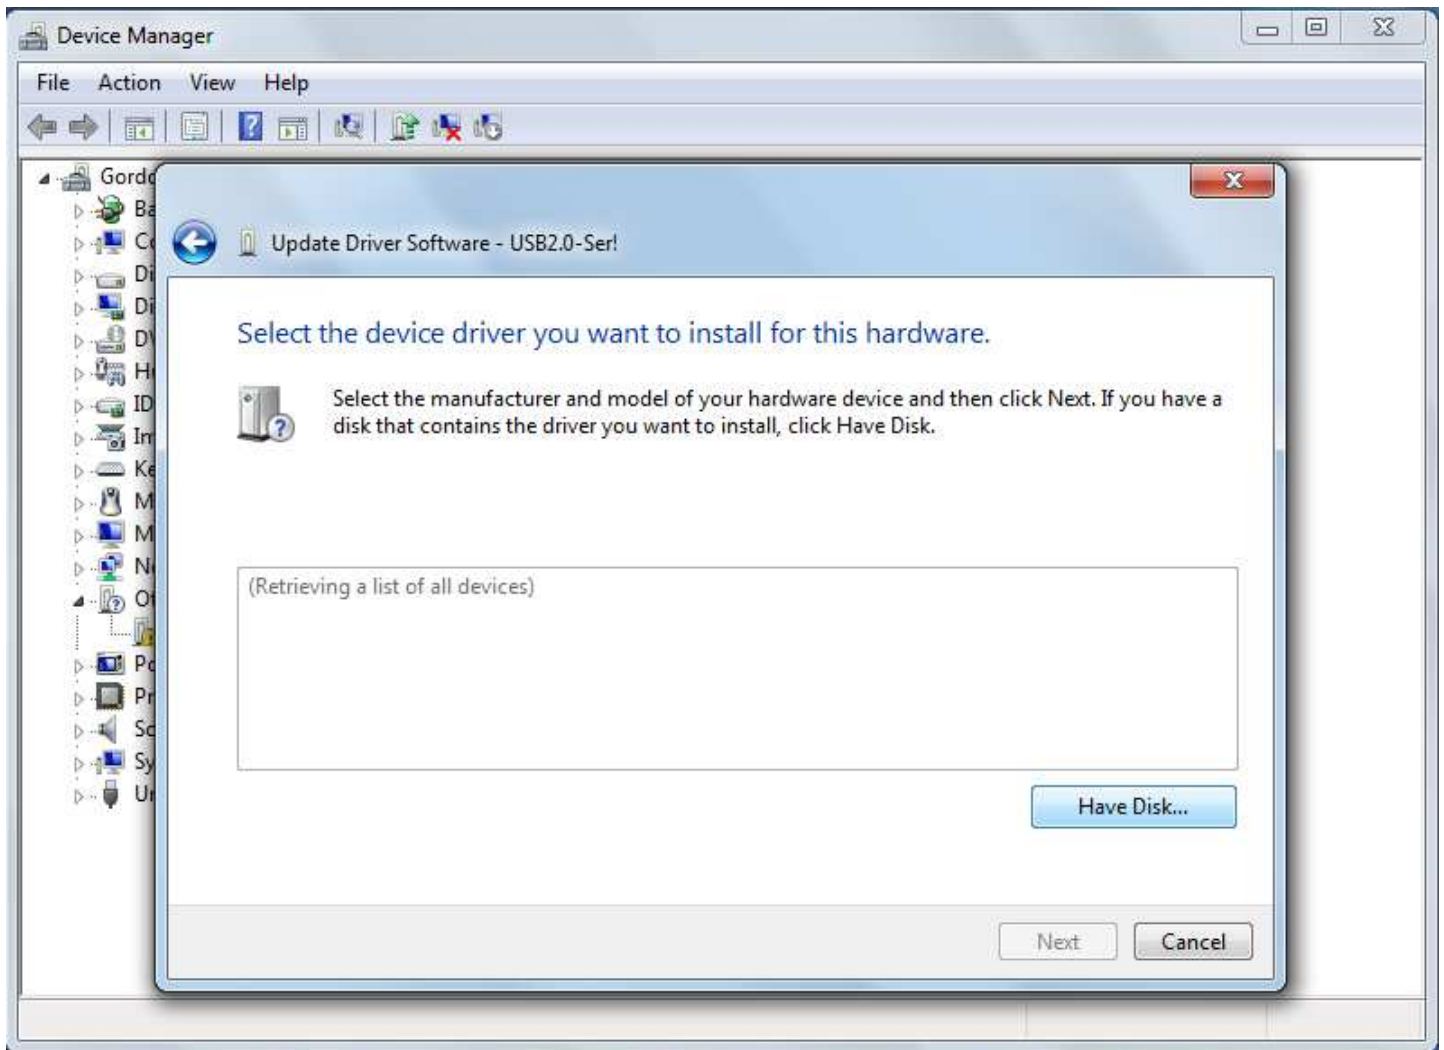 Device Manager
File Action View Help
Update Driver Software - USB2.0-Ser!
Select the device driver you want to install for this hardware.
Select the manufacturer and model of your hardware device and then click Next. If you have a
disk that contains the driver you want to install, click Have Disk.
(Retrieving a list of all devices)
Have Disk...
Next Cancel